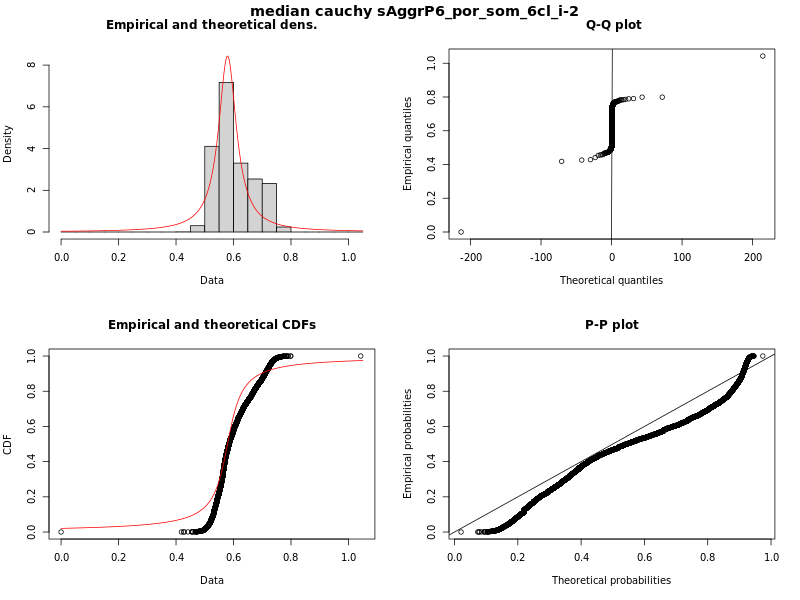 median cauchy sAggrP6_por_som_6cl_i-2
Empirical and theoretical dens.
Density
0 2 4 6 8
0.0 0.2 0.4 0.6 0.8 1.0
Data
Q-Q plot
Empirical quantiles
0.0 0.2 0.4 0.6 0.8 1.0
-200 -100 0 100 200
Theoretical quantiles
Empirical and theoretical CDFs
CDF
0.0 0.2 0.4 0.6 0.8 1.0
0.0 0.2 0.4 0.6 0.8 1.0
Data
P-P plot
Empirical probabilities
0.0 0.2 0.4 0.6 0.8 1.0
0.0 0.2 0.4 0.6 0.8 1.0
Theoretical probabilities